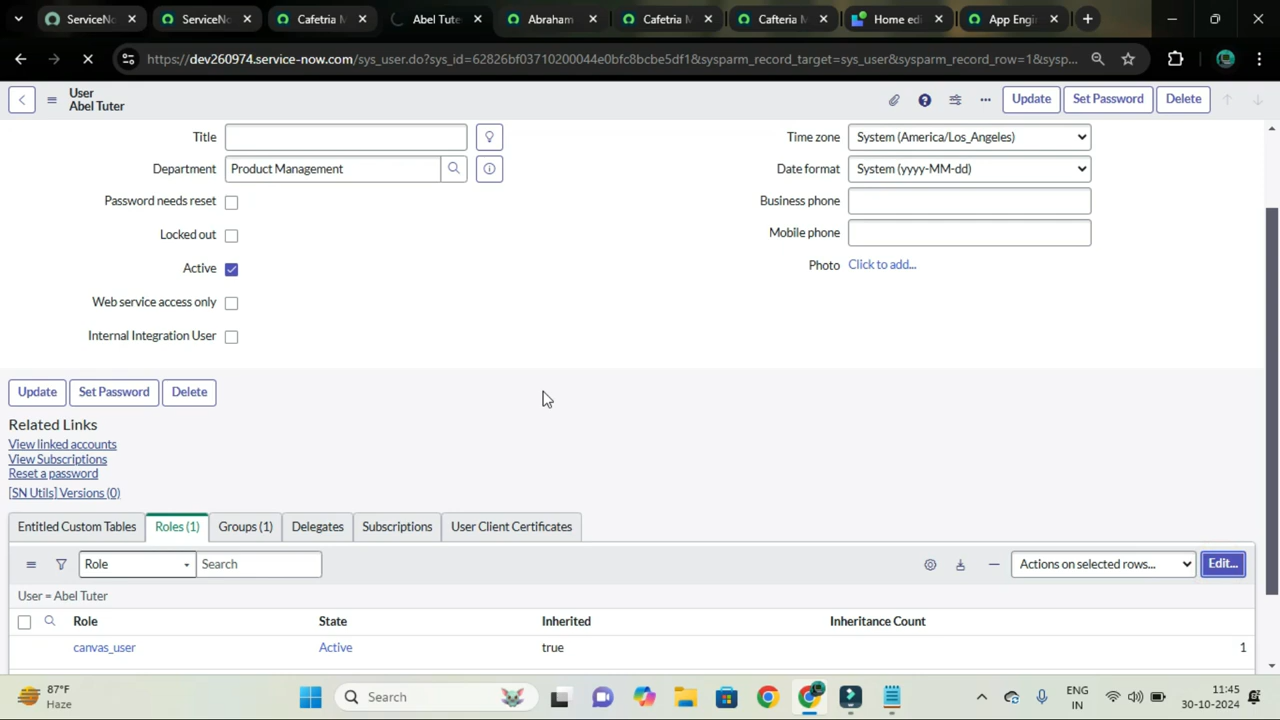 ServiceNo
ServiceNo
Cafetria M
Abel Tute
Abraham
Cafetria M
Cafteria M
Home edi
App Engi
https://dev260974.service-now.com/sys_user.do?sys_id=62826bf03710200044e0bfc8bcbe5df1&sysparm_record_target=sys_user&sysparm_record_row=1&sysp...
User
Abel Tuter
Update
Set Password
Delete
Title
Time zone
System (America/Los_Angeles)
Department
Product Management
Date format
System (yyyy-MM-dd)
Password needs reset
Business phone
Locked out
Mobile phone
Active
Photo
Click to add...
Web service access only
Internal Integration User
Update
Set Password
Delete
Related Links
View linked accounts
View Subscriptions
Reset a password
[SN Utils] Versions (0)
Entitled Custom Tables
Roles (1)
Groups (1)
Delegates
Subscriptions
User Client Certificates
Role
Search
Actions on selected rows...
Edit...
User = Abel Tuter
Role
State
Inherited
Inheritance Count
canvas_user
Active
true
1
87°F
Haze
Search
ENG
IN
11:45
30-10-2024